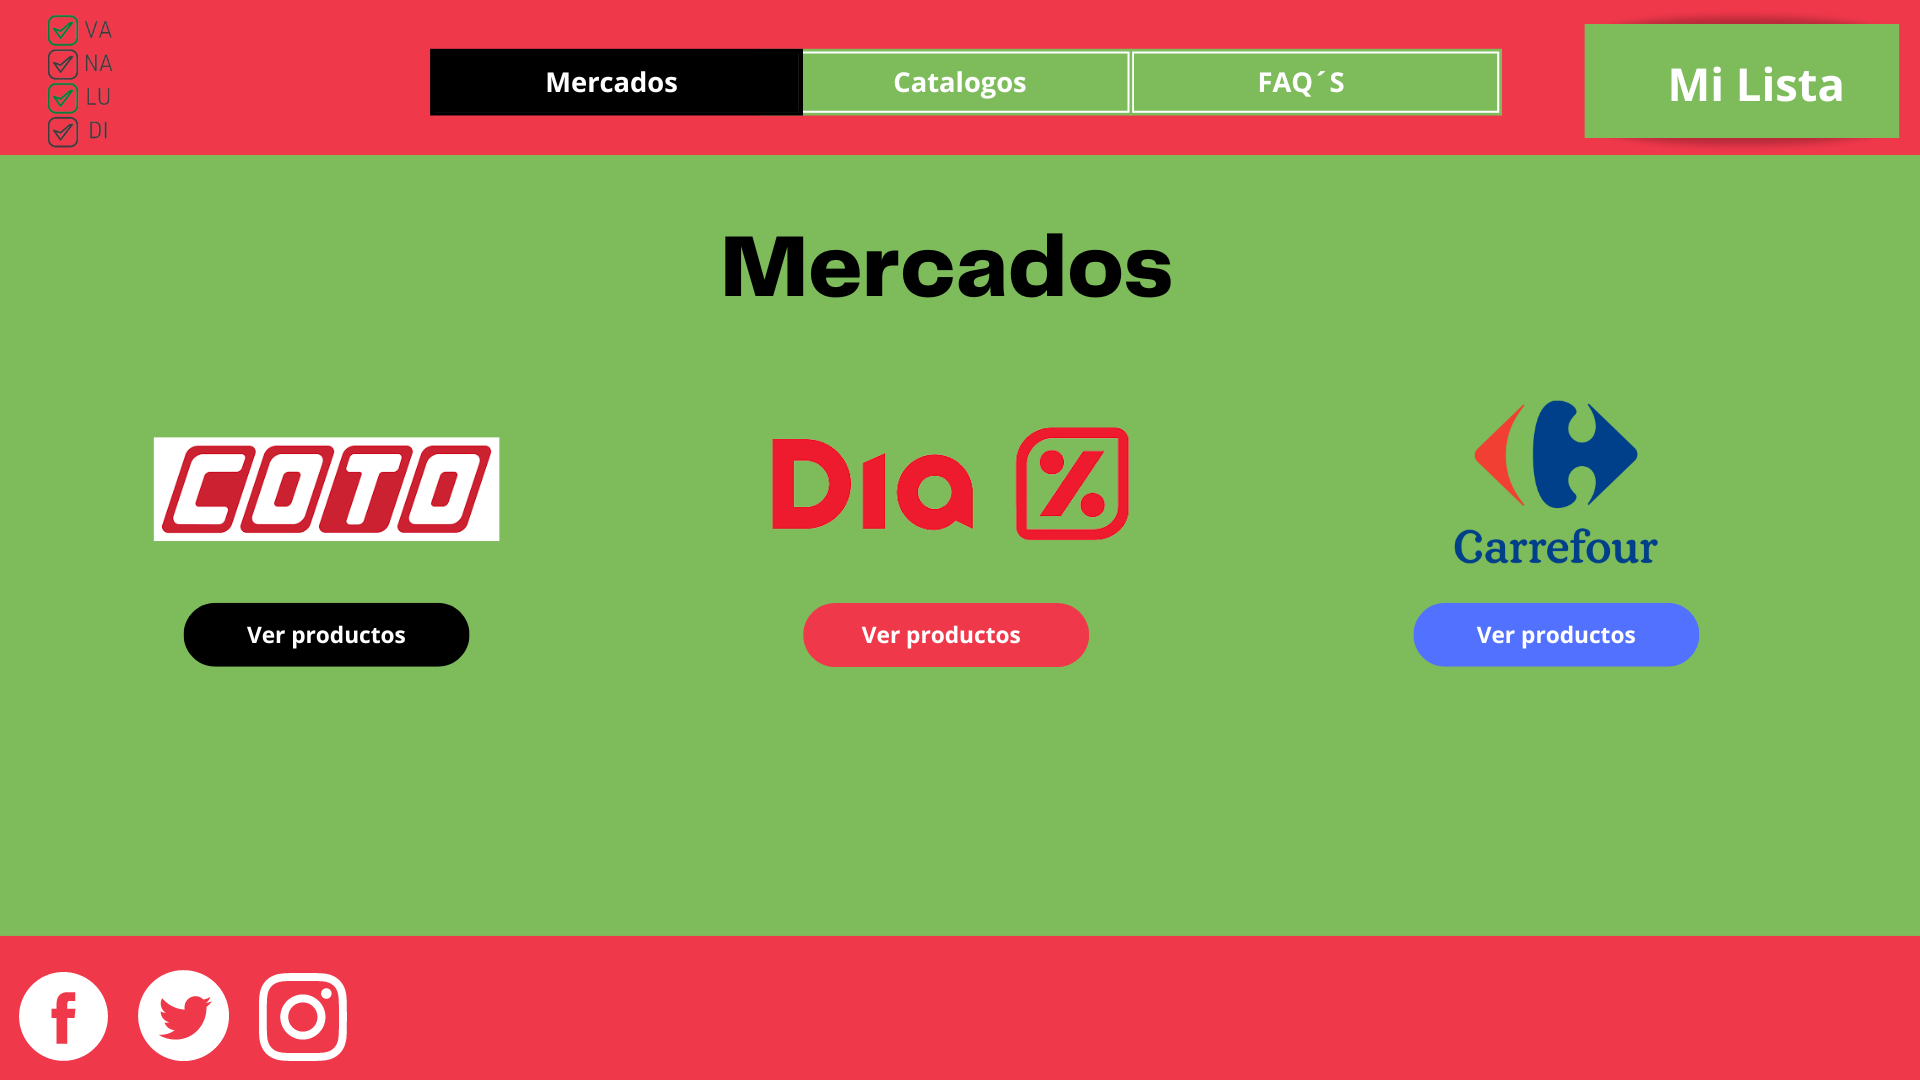 VA
NA
LU
DI
Mercados
Catalogos
FAQ´S
Mi Lista
Mercados
COTO
Dia %
Carrefour
Ver productos
Ver productos
Ver productos